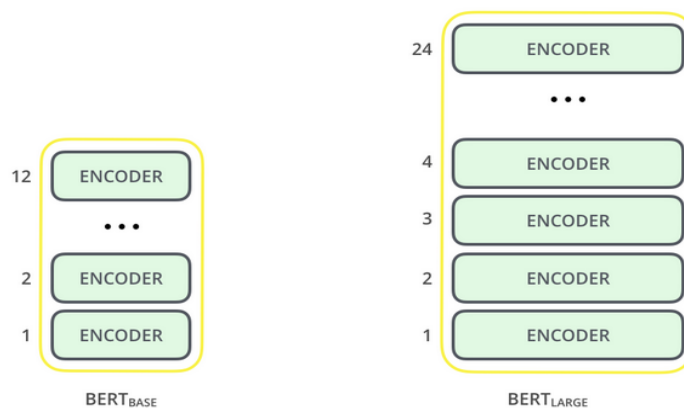 12 ENCODER
...
2 ENCODER
1 ENCODER
BERTBASE
24 ENCODER
...
4 ENCODER
3 ENCODER
2 ENCODER
1 ENCODER
BERTLARGE